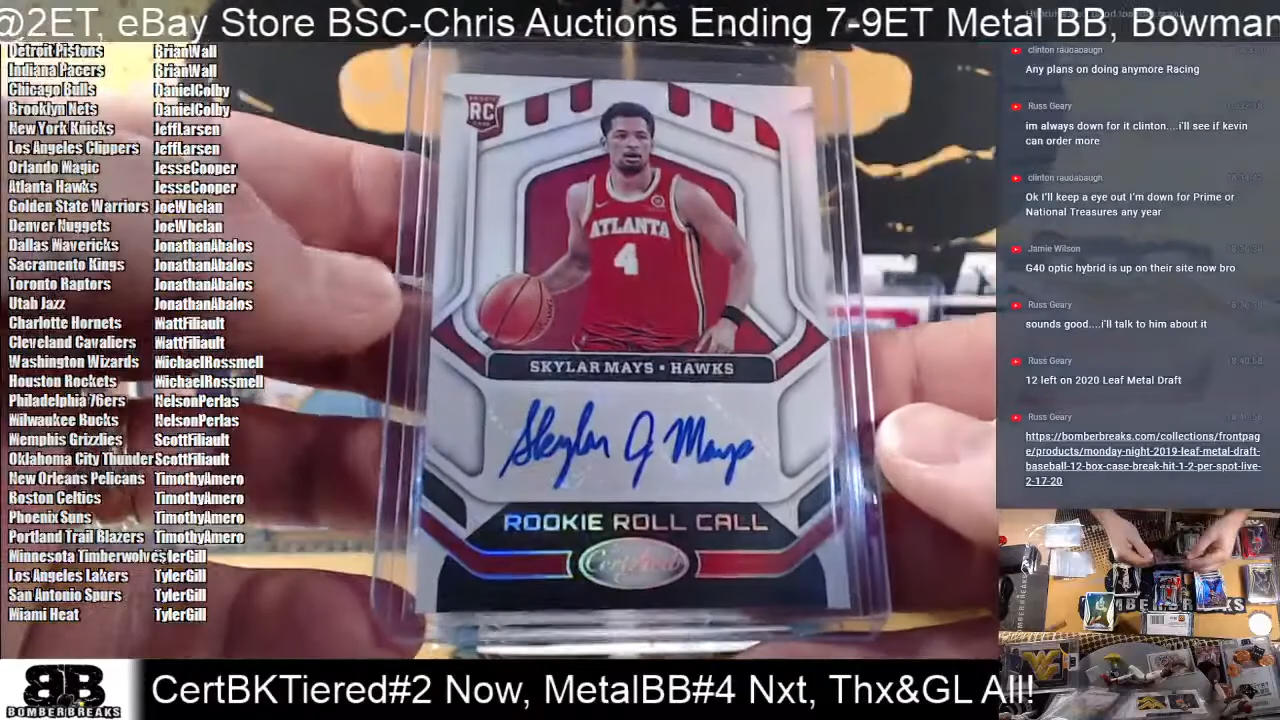 @2ET, eBay Store BSC-Chris Auctions Ending 7-9ET Metal BB, Bowman
Detroit Pistons BrianWall
Indiana Pacers BrianWall
Chicago Bulls DanielColby
Brooklyn Nets DanielColby
New York Knicks JeffLarsen
Los Angeles Clippers JeffLarsen
Orlando Magic JesseCooper
Atlanta Hawks JesseCooper
Golden State Warriors JoeWhelan
Denver Nuggets JoeWhelan
Dallas Mavericks JonathanAbalos
Sacramento Kings JonathanAbalos
Toronto Raptors JonathanAbalos
Utah Jazz JonathanAbalos
Charlotte Hornets MattFiliault
Cleveland Cavaliers MattFiliault
Washington Wizards MichaelRossmell
Houston Rockets MichaelRossmell
Philadelphia 76ers NelsonPerlas
Milwaukee Bucks NelsonPerlas
Memphis Grizzlies ScottFiliault
Oklahoma City Thunder ScottFiliault
New Orleans Pelicans TimothyAmero
Boston Celtics TimothyAmero
Phoenix Suns TimothyAmero
Portland Trail Blazers TimothyAmero
Minnesota Timberwolves TylerGill
Los Angeles Lakers TylerGill
San Antonio Spurs TylerGill
Miami Heat TylerGill
RC
ATLANTA
4
SKYLAR MAYS • HAWKS
Skylar J Mays
ROOKIE ROLL CALL
Certified
clinton raudabaugh
Any plans on doing anymore Racing
Russ Geary
im always down for it clinton....i'll see if kevin
can order more
clinton raudabaugh
Ok I'll keep a eye out I'm down for Prime or
National Treasures any year
Jamie Wilson
G40 optic hybrid is up on their site now bro
Russ Geary
sounds good....i'll talk to him about it
Russ Geary 18:40:58
12 left on 2020 Leaf Metal Draft
Russ Geary
https://bomberbreaks.com/collections/frontpag
e/products/monday-night-2019-leaf-metal-draft-
baseball-12-box-case-break-hit-1-2-per-spot-live-
2-17-20
BB
BOMBERBREAKS
CertBKTiered#2 Now, MetalBB#4 Nxt, Thx&GL All!